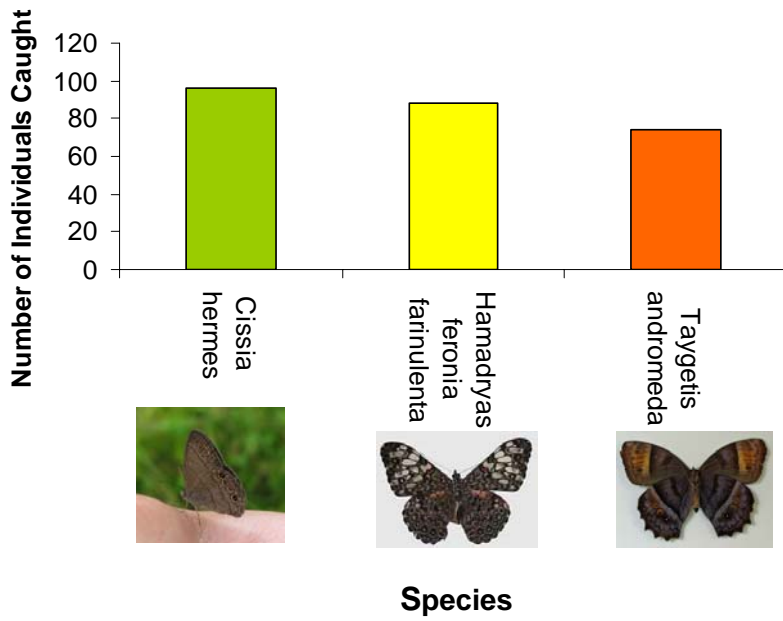 Number of Individuals Caught
120
100
80
60
40
20
0
Cissia
hermes
Hamadryas
feronia
farinulenta
Taygetis
andromeda
Species